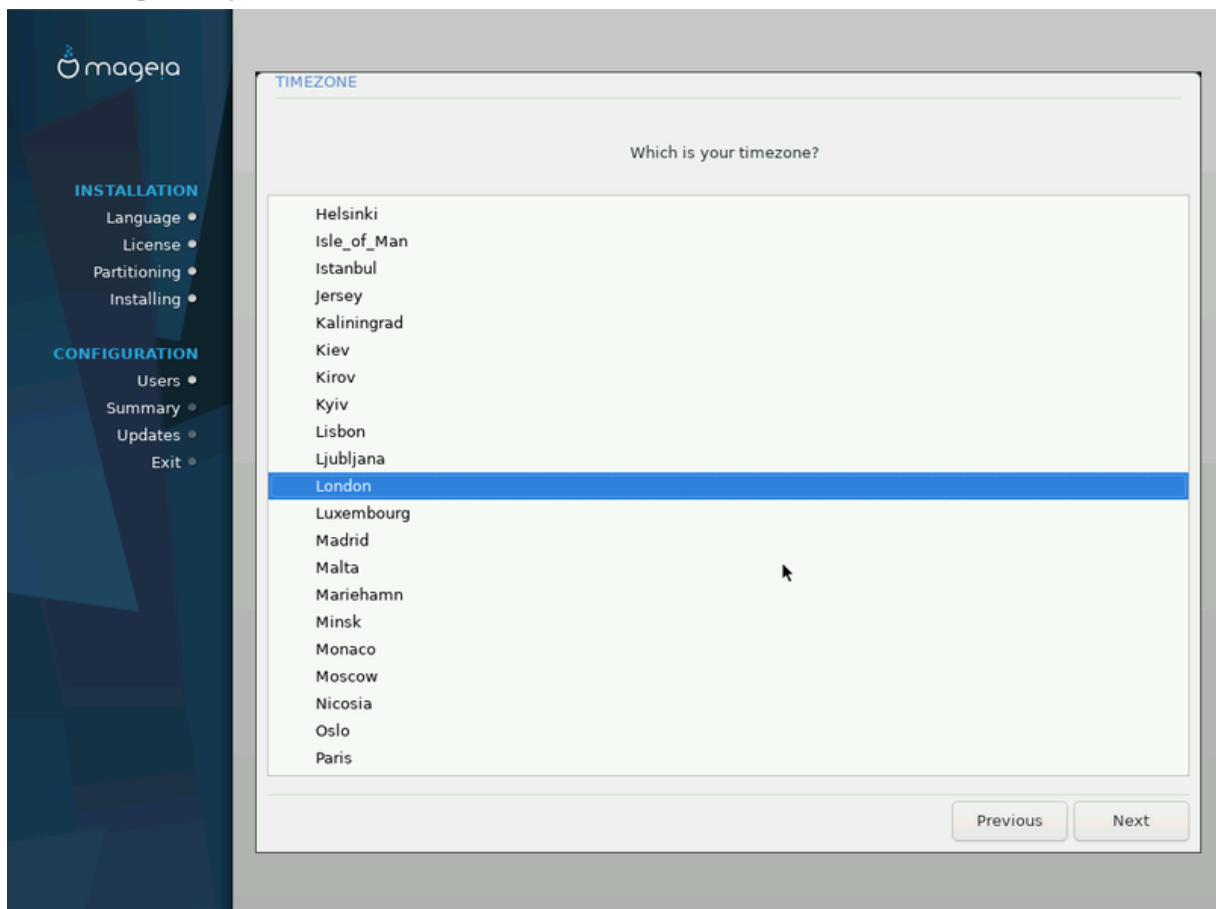 mageia
INSTALLATION
Language
License
Partitioning
Installing
CONFIGURATION
Users
Summary
Updates
Exit
TIMEZONE
Which is your timezone?
Helsinki
Isle_of_Man
Istanbul
Jersey
Kaliningrad
Kiev
Kirov
Kyiv
Lisbon
Ljubljana
London
Luxembourg
Madrid
Malta
Mariehamn
Minsk
Monaco
Moscow
Nicosia
Oslo
Paris
Previous
Next